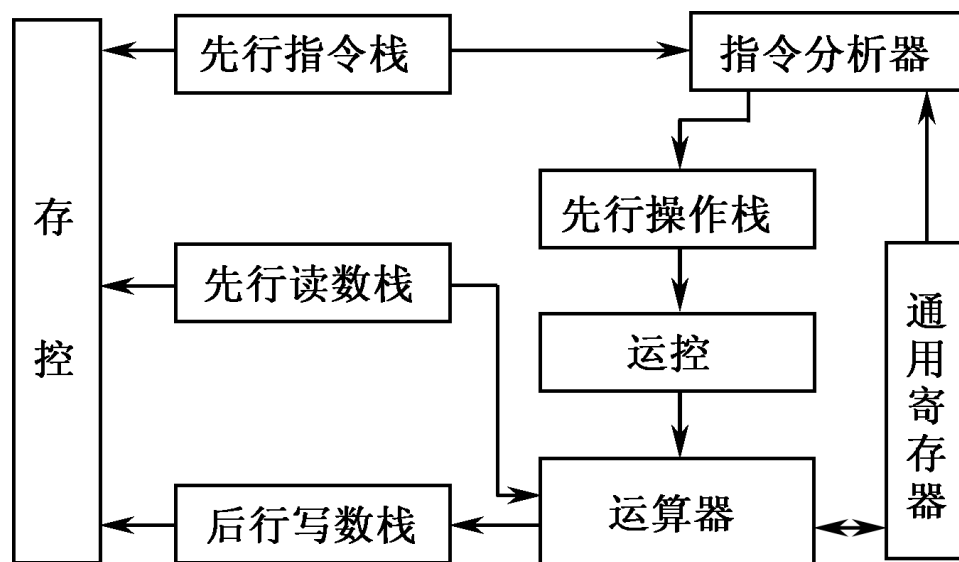 先行指令栈
指令分析器
存控
先行操作栈
先行读数栈
运控
通用寄存器
后行写数栈
运算器